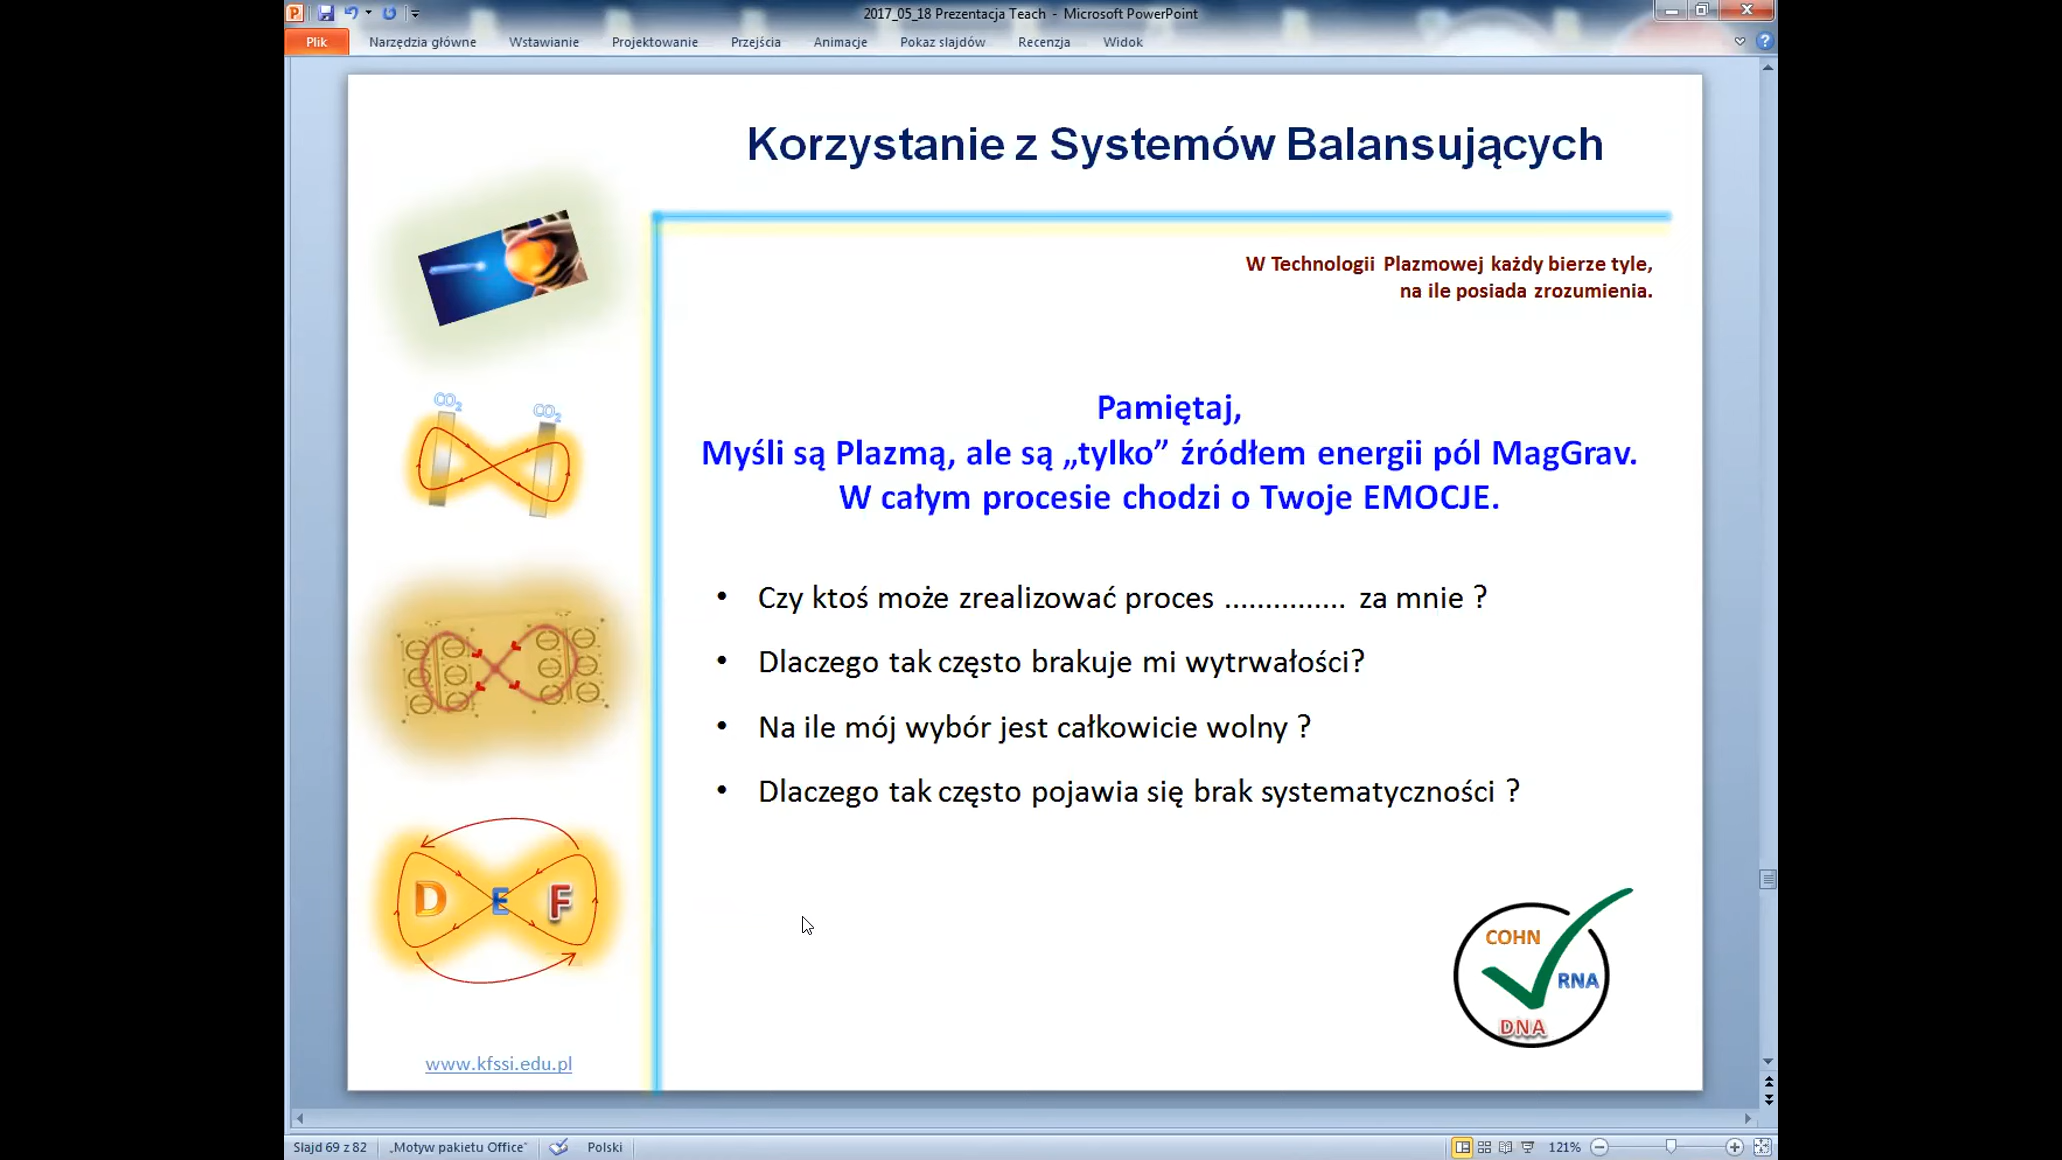 2017_05_18 Prezentacja Teach - Microsoft PowerPoint
Plik Narzędzia główne Wstawianie Projektowanie Przejścia Animacje Pokaz slajdów Recenzja Widok
Korzystanie z Systemów Balansujących
W Technologii Plazmowej każdy bierze tyle,
na ile posiada zrozumienia.
CO2 CO2
Pamiętaj,
Myśli są Plazmą, ale są „tylko” źródłem energii pól MagGrav.
W całym procesie chodzi o Twoje EMOCJE.
• Czy ktoś może zrealizować proces ............... za mnie ?
• Dlaczego tak często brakuje mi wytrwałości?
• Na ile mój wybór jest całkowicie wolny ?
• Dlaczego tak często pojawia się brak systematyczności ?
D E F
COHN
RNA
DNA
www.kfssi.edu.pl
Slajd 69 z 82 „Motyw pakietu Office” Polski 121%